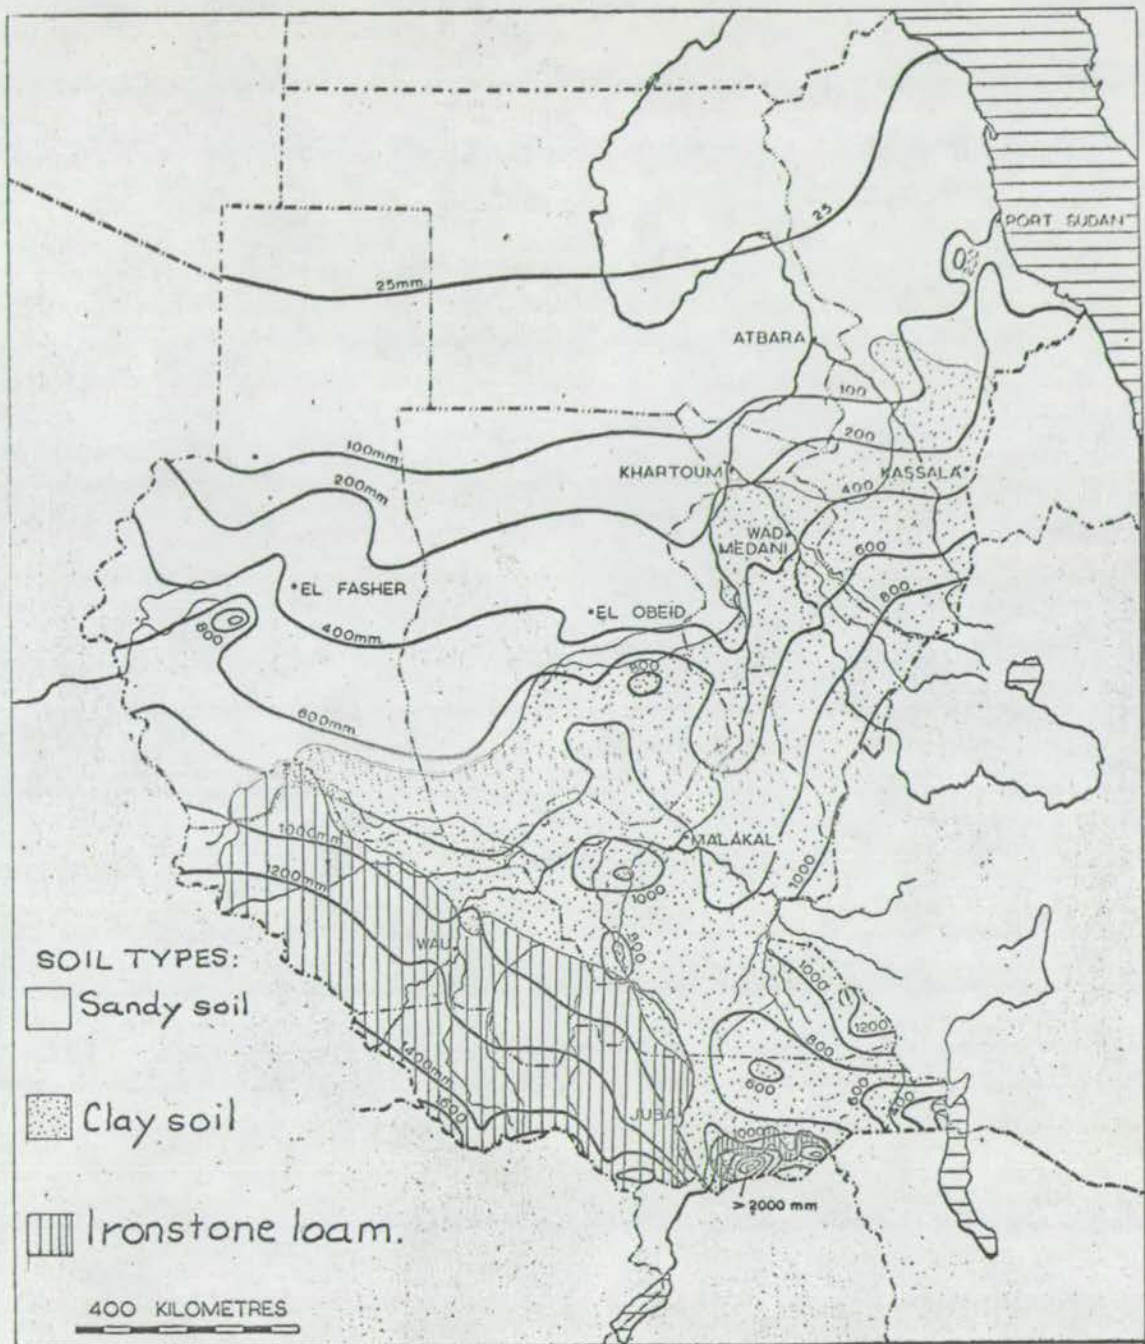 25
PORT SUDAN
25mm
ATBARA
100
100mm
200
KHARTOUM
KASSALA
200mm
400
WAD
MEDANI
600
EL FASHER
800
EL OBEID
400mm
800
800
600mm
MALAKAL
1000mm
1000
1000
1200mm
800
WAU
1000
1200
800
SOIL TYPES:
Sandy soil
1400mm
600
600
400
Clay soil
1600
JUBA
1000
> 2000 mm
Ironstone loam.
400 KILOMETRES